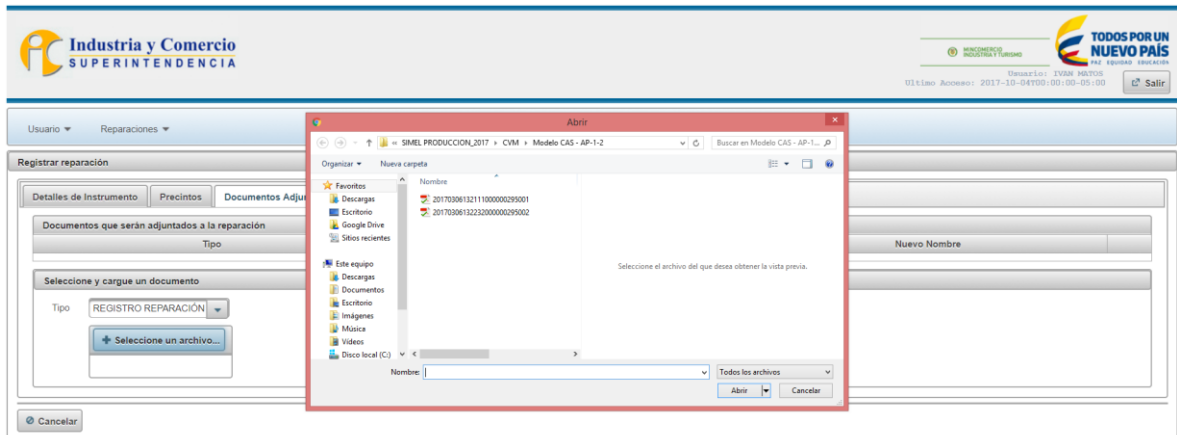 Industria y Comercio
SUPERINTENDENCIA
MINCOMERCIO
INDUSTRIA Y TURISMO
TODOS POR UN
NUEVO PAÍS
PAZ EQUIDAD EDUCACIÓN
Usuario: IVAN MATOS
Ultimo Acceso: 2017-10-04T00:00:00-05:00
Salir
Usuario
Reparaciones
Registrar reparación
Detalles de Instrumento
Precintos
Documentos Adju
Documentos que serán adjuntados a la reparación
Tipo
Nuevo Nombre
Seleccione y cargue un documento
Tipo
REGISTRO REPARACIÓN
Seleccione un archivo...
Cancelar
Abrir
« SIMEL PRODUCCION_2017 › CVM › Modelo CAS - AP-1-2
Buscar en Modelo CAS - AP-1...
Organizar
Nueva carpeta
Favoritos
Descargas
Escritorio
Google Drive
Sitios recientes
Este equipo
Descargas
Documentos
Escritorio
Imágenes
Música
Vídeos
Disco local (C:)
Nombre
Seleccione el archivo del que desea obtener la vista previa.
Nombre:
Todos los archivos
Abrir
Cancelar